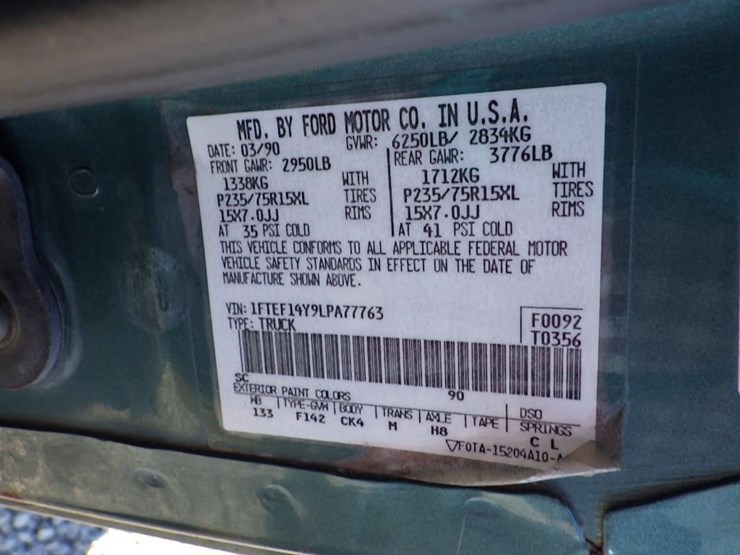 MFD. BY FORD MOTOR CO. IN U.S.A.
DATE: 03/90 GVWR: 6250LB/ 2834KG
FRONT GAWR: 2950LB REAR GAWR: 3776LB
1338KG WITH 1712KG WITH
P235/75R15XL TIRES P235/75R15XL TIRES
15X7.0JJ RIMS 15X7.0JJ RIMS
AT 35 PSI COLD AT 41 PSI COLD
THIS VEHICLE CONFORMS TO ALL APPLICABLE FEDERAL MOTOR
VEHICLE SAFETY STANDARDS IN EFFECT ON THE DATE OF
MANUFACTURE SHOWN ABOVE.
VIN: 1FTEF14Y9LPA77763 F0092
TYPE: TRUCK T0356
SC 90
EXTERIOR PAINT COLORS DSO
WB TYPE-GVW BODY TRANS AXLE TAPE SPRINGS
133 F142 CK4 M H8 C L
F0TA-15204A10-A